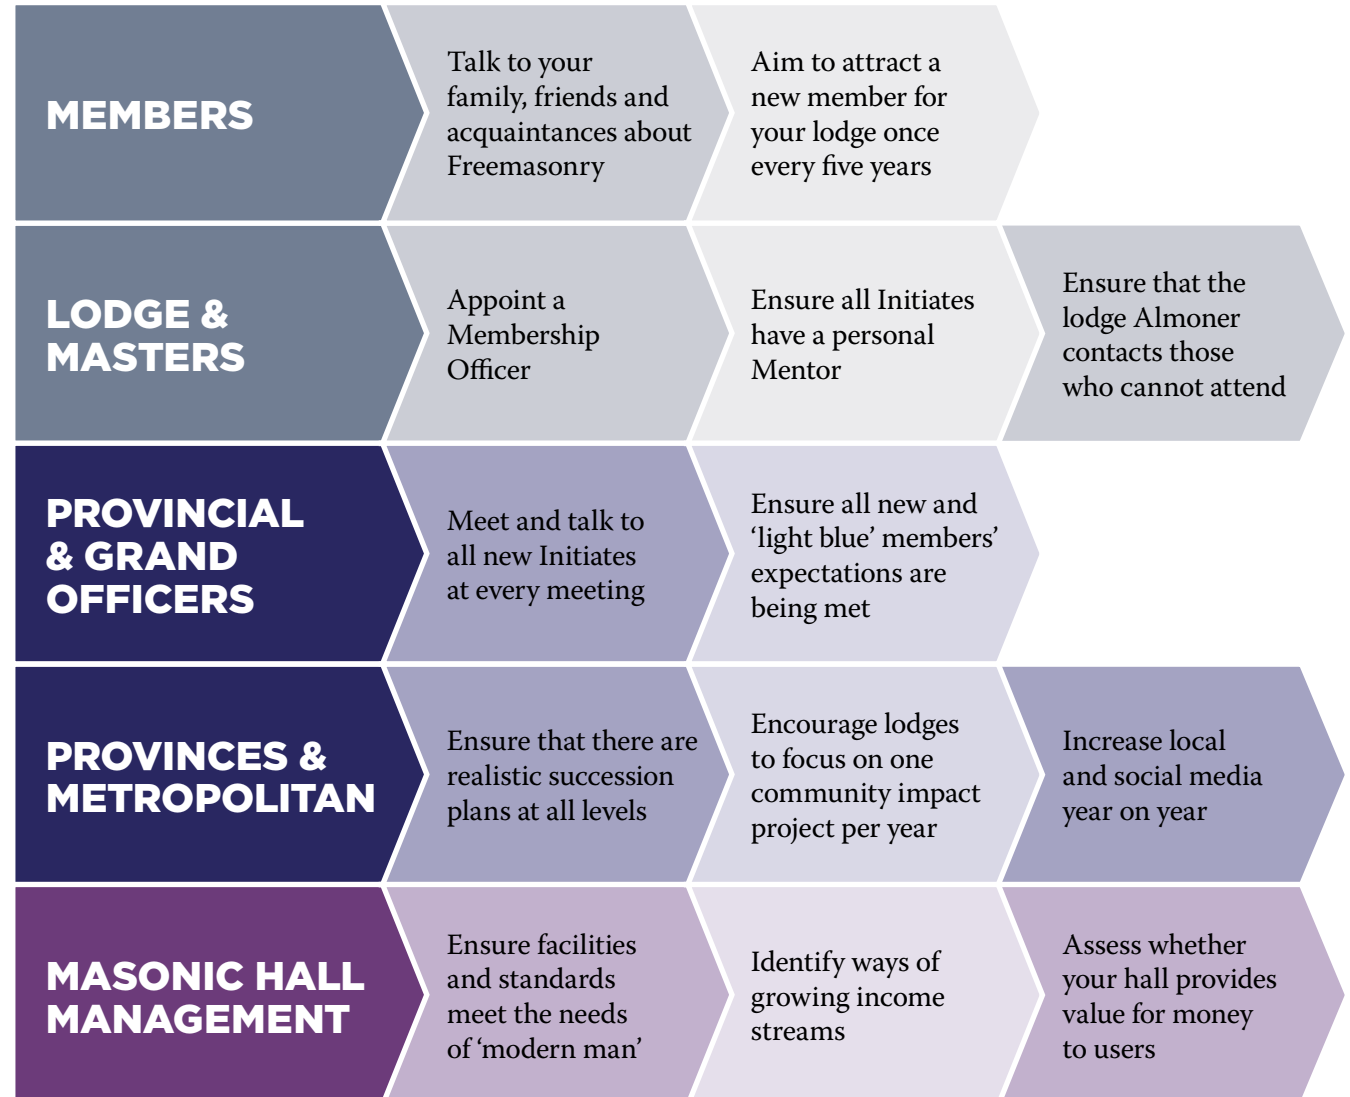 MEMBERS
Talk to your
family, friends and
acquaintances about
Freemasonry
Aim to attract a
new member for
your lodge once
every five years
LODGE &
MASTERS
Appoint a
Membership
Officer
Ensure all Initiates
have a personal
Mentor
Ensure that the
lodge Almoner
contacts those
who cannot attend
PROVINCIAL
& GRAND
OFFICERS
Meet and talk to
all new Initiates
at every meeting
Ensure all new and
‘light blue’ members’
expectations are
being met
PROVINCES &
METROPOLITAN
Ensure that there are
realistic succession
plans at all levels
Encourage lodges
to focus on one
community impact
project per year
Increase local
and social media
year on year
MASONIC HALL
MANAGEMENT
Ensure facilities
and standards
meet the needs
of ‘modern man’
Identify ways of
growing income
streams
Assess whether
your hall provides
value for money
to users